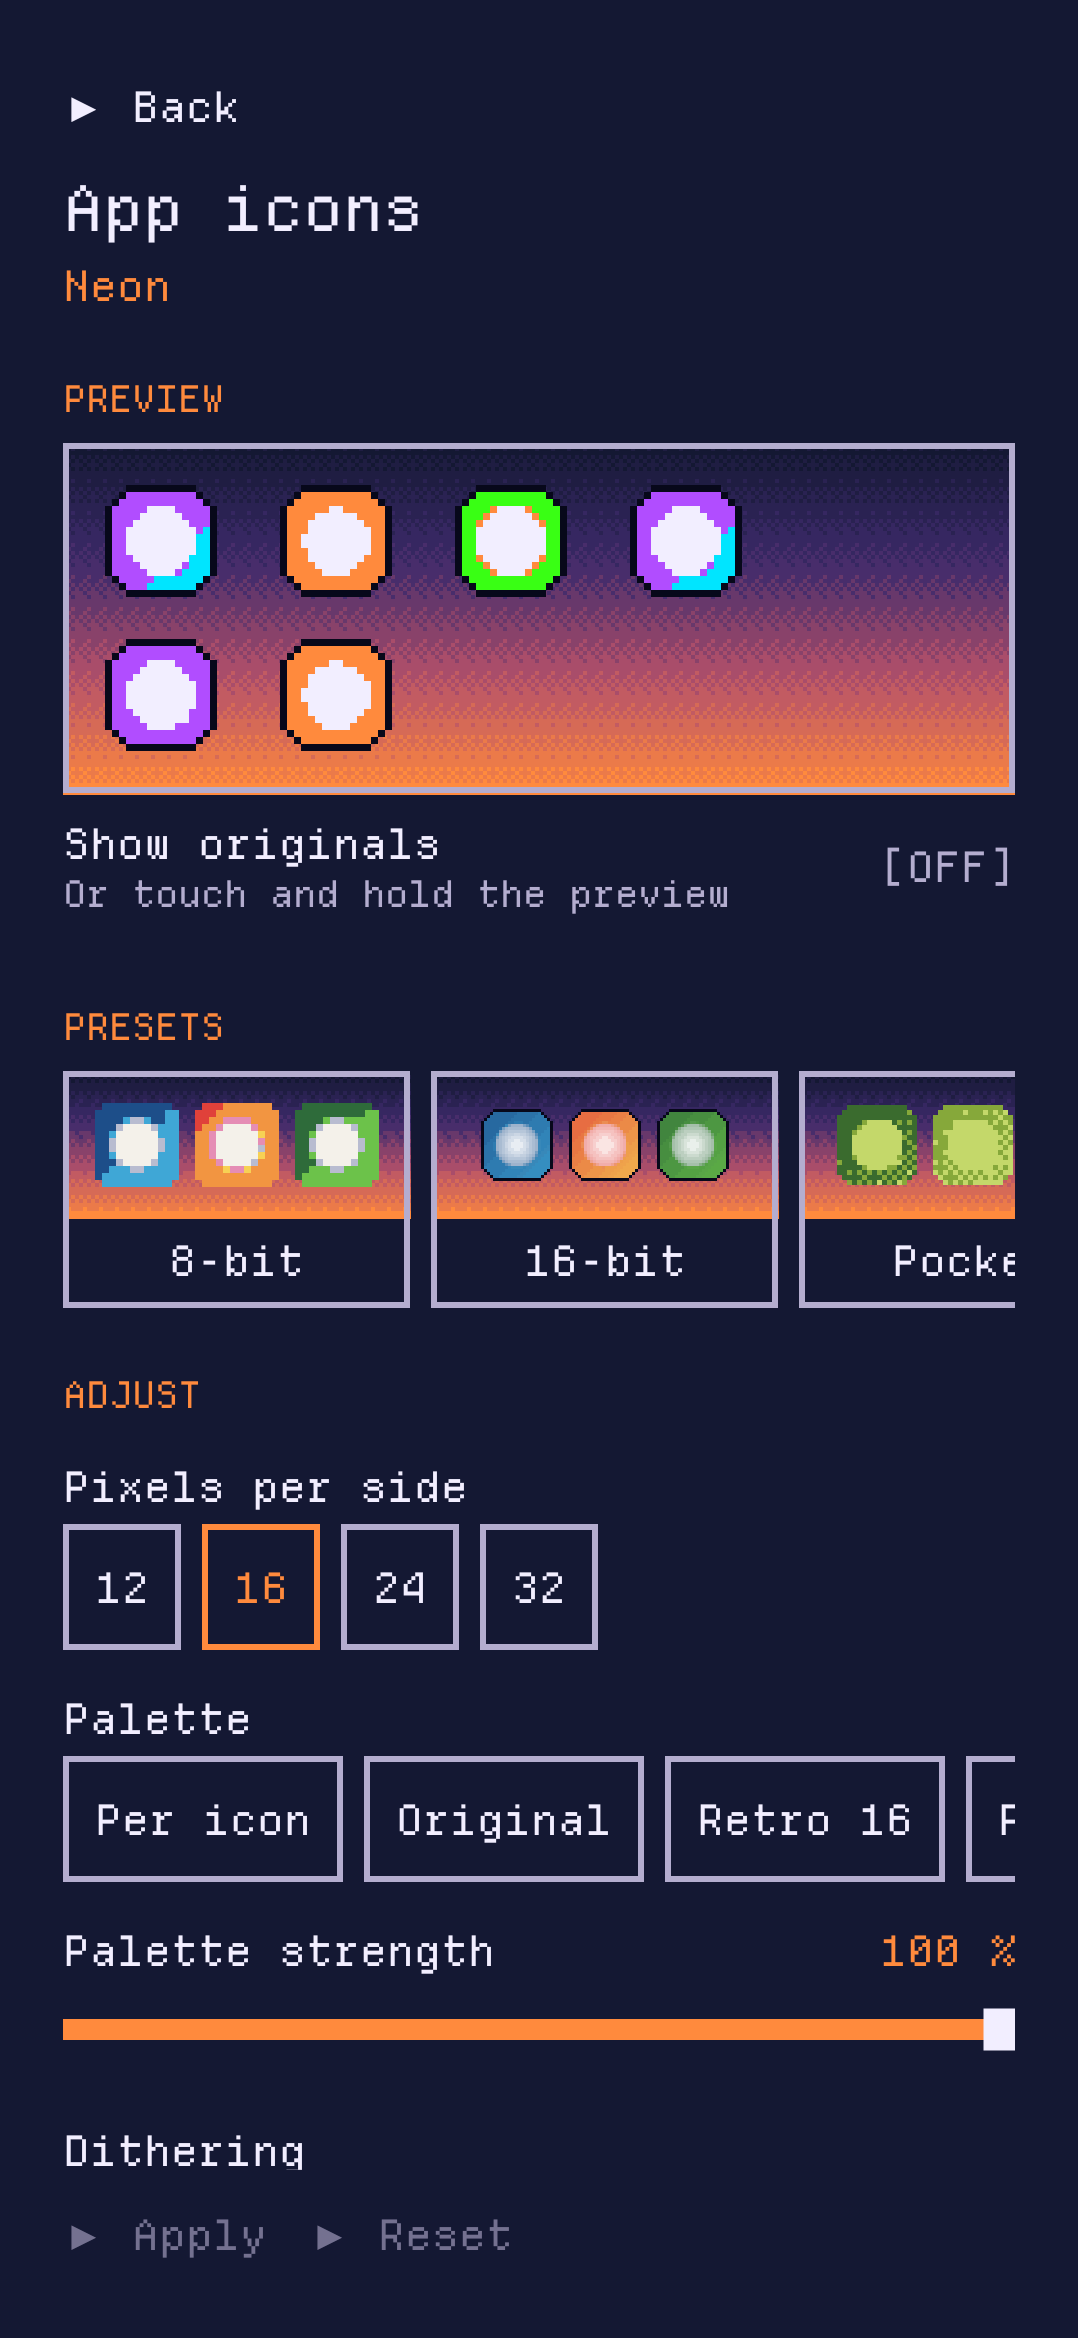 ▶ Back
App icons
Neon
PREVIEW
Show originals
[OFF]
Or touch and hold the preview
PRESETS
8-bit
16-bit
Pocke
ADJUST
Pixels per side
12 16 24 32
Palette
Per icon Original Retro 16
Palette strength 100 %
Dithering
▶ Apply ▶ Reset